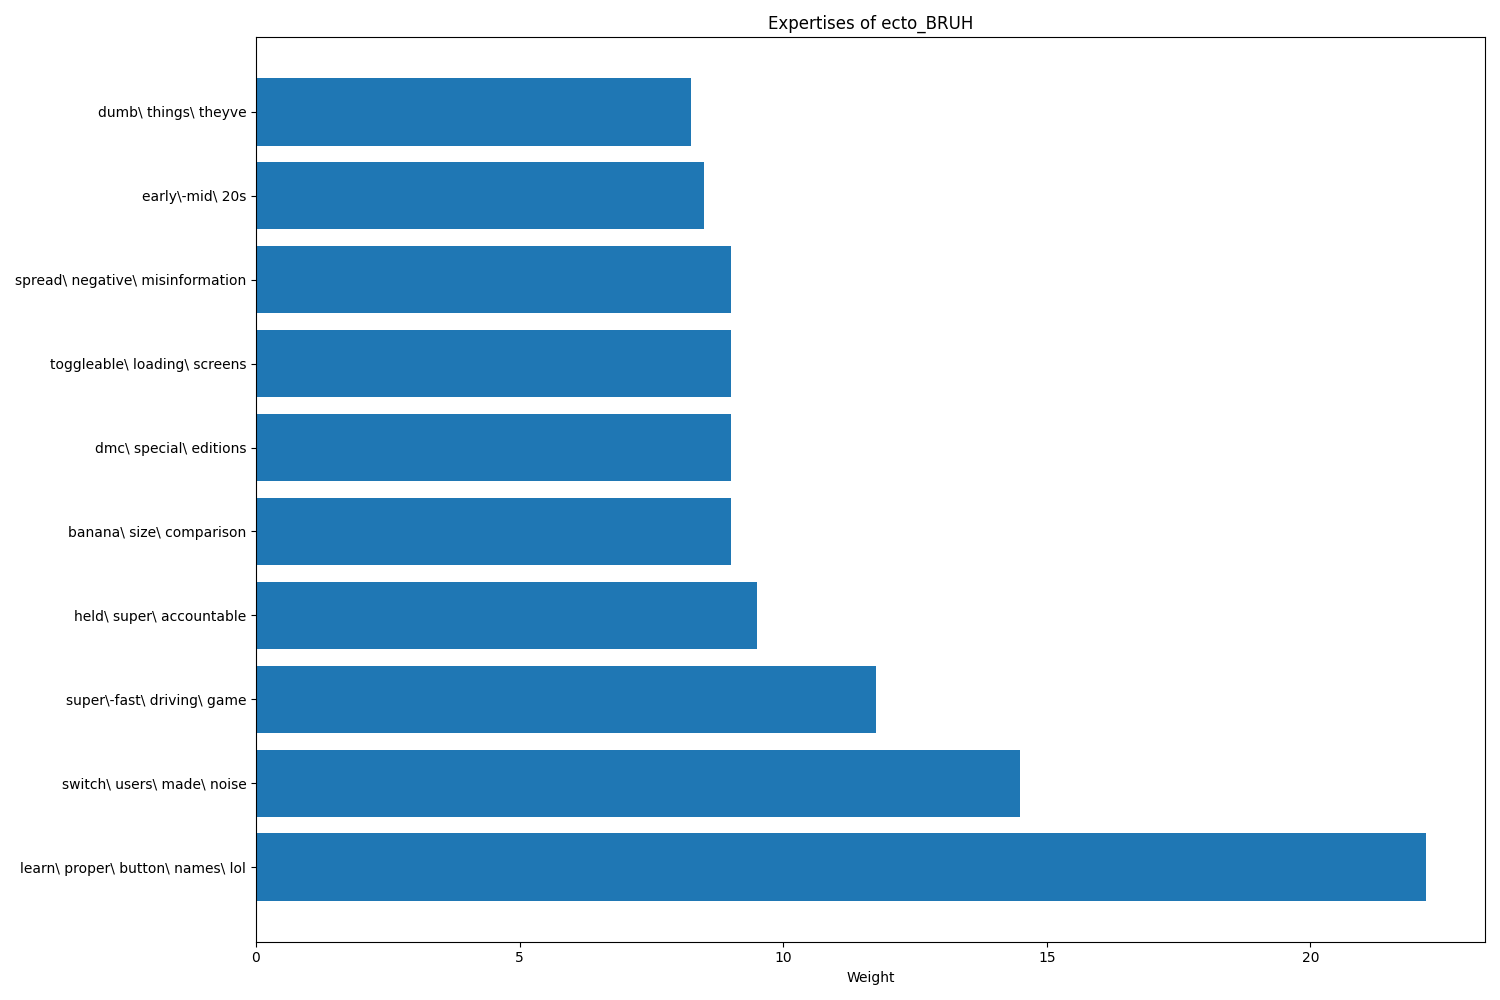 Expertises of ecto_BRUH
dumb\ things\ theyve
early\-mid\ 20s
spread\ negative\ misinformation
toggleable\ loading\ screens
dmc\ special\ editions
banana\ size\ comparison
held\ super\ accountable
super\-fast\ driving\ game
switch\ users\ made\ noise
learn\ proper\ button\ names\ lol
0 5 10 15 20
Weight